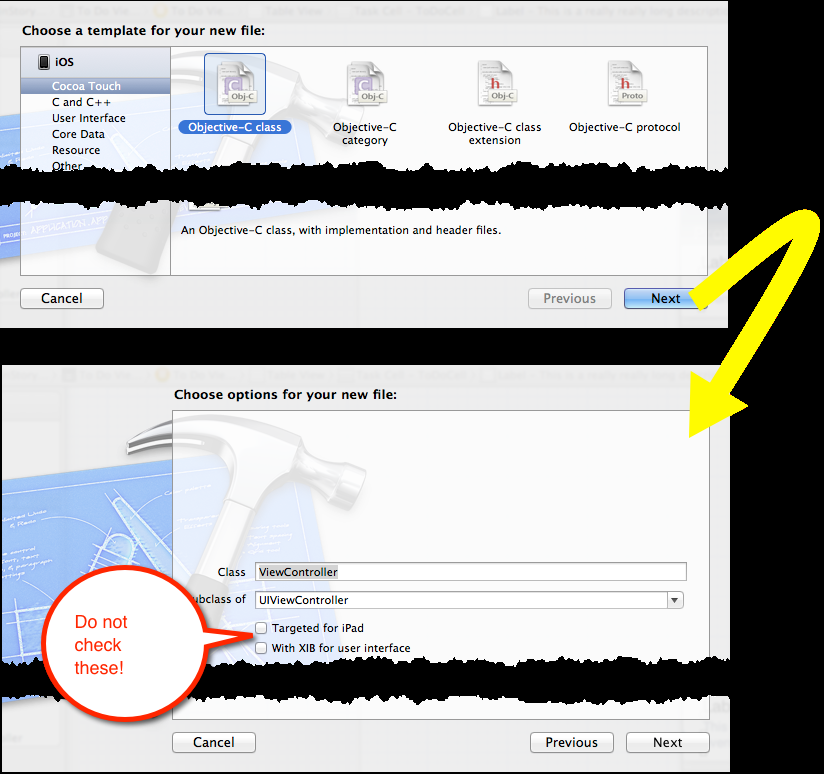 Choose a template for your new file:
iOS
Cocoa Touch
C and C++
User Interface
Core Data
Resource
Other
Obj-C
Obj-C
Obj-C
Proto
Objective-C class
Objective-C
category
Objective-C class
extension
Objective-C protocol
An Objective-C class, with implementation and header files.
Cancel
Previous
Next
Choose options for your new file:
Class
ViewController
ubclass of
UIViewController
Targeted for iPad
With XIB for user interface
Do not
check
these!
Cancel
Previous
Next